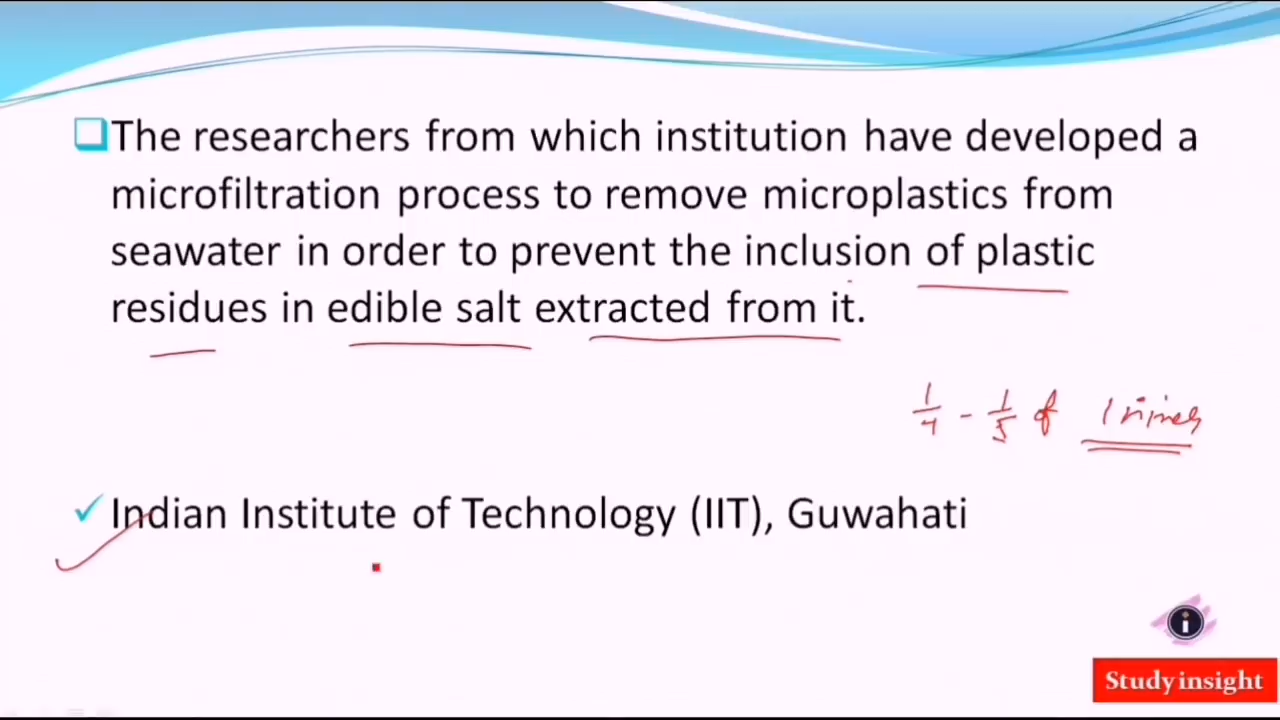 The researchers from which institution have developed a
microfiltration process to remove microplastics from
seawater in order to prevent the inclusion of plastic
residues in edible salt extracted from it.
1/4 - 1/5 of
Indian Institute of Technology (IIT), Guwahati
i
Study insight